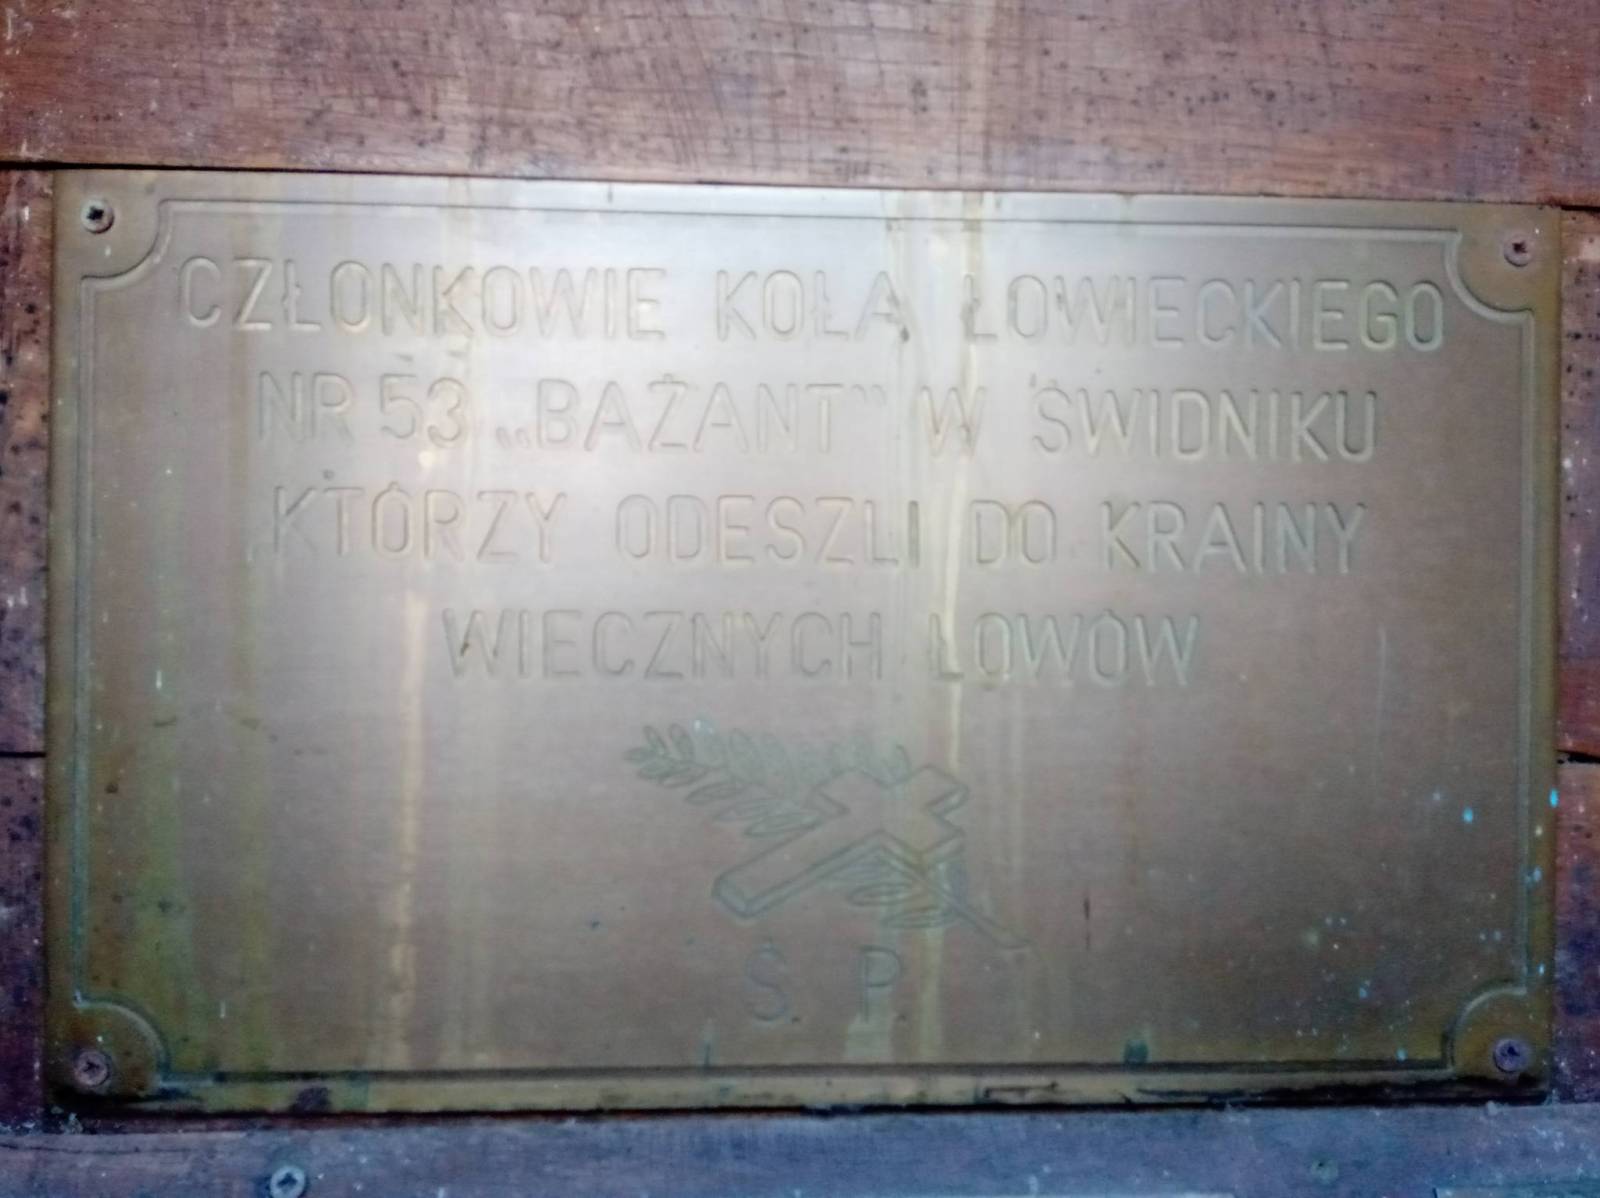 CZŁONKOWIE KOŁA ŁOWIECKIEGO
NR 53 „BAŻANT” W ŚWIDNIKU
KTÓRZY ODESZLI DO KRAINY
WIECZNYCH ŁOWÓW
Ś. P.